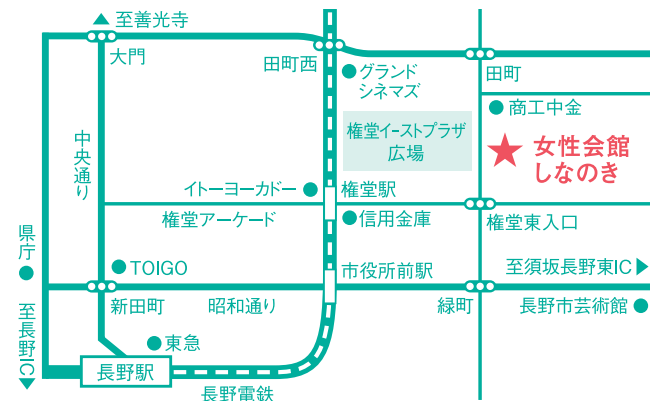 至善光寺
大門
田町西
グランド
シネマズ
田町
商工中金
権堂イーストプラザ
広場
女性会館
しなのき
中央通り
イトーヨーカドー
権堂駅
権堂アーケード
信用金庫
権堂東入口
県庁
TOIGO
市役所前駅
至須坂長野東IC
新田町
昭和通り
緑町
長野市芸術館
至長野IC
東急
長野駅
長野電鉄